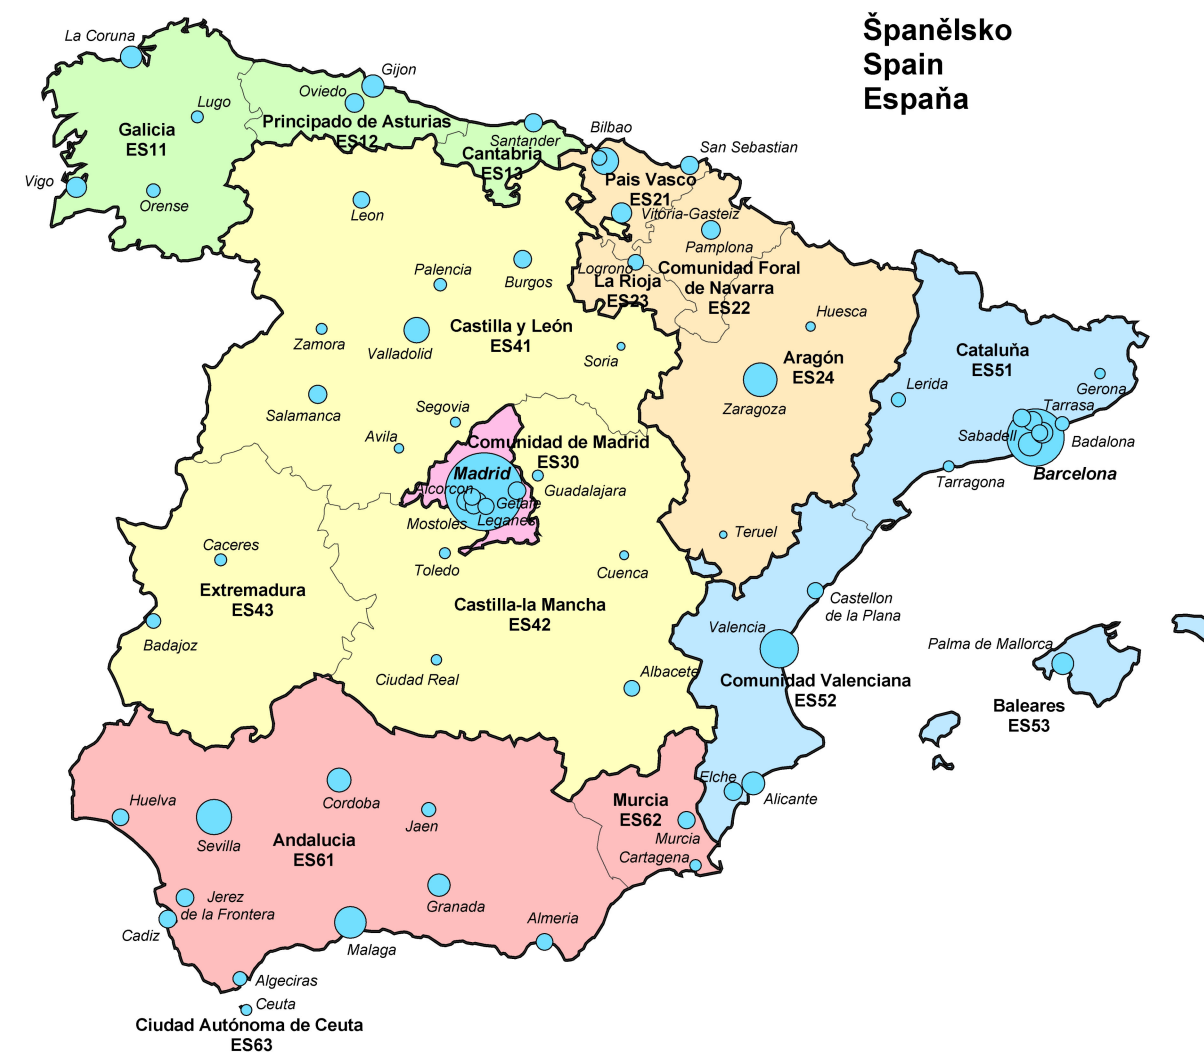 Španělsko
Spain
Espaňa
La Coruna
Lugo
Galicia
ES11
Vigo
Orense
Gijon
Oviedo
Principado de Asturias
ES12
Santander
Cantabria
ES13
Bilbao
San Sebastian
Pais Vasco
ES21
Vitoria-Gasteiz
Pamplona
Logrono
La Rioja
ES23
Comunidad Foral
de Navarra
ES22
Leon
Palencia
Burgos
Zamora
Valladolid
Castilla y León
ES41
Soria
Salamanca
Segovia
Avila
Huesca
Aragón
ES24
Zaragoza
Teruel
Cataluňa
ES51
Lerida
Gerona
Tarrasa
Sabadell
Badalona
Barcelona
Tarragona
Comunidad de Madrid
ES30
Madrid
Alcorcon
Getafe
Mostoles
Leganes
Guadalajara
Toledo
Cuenca
Castilla-la Mancha
ES42
Ciudad Real
Albacete
Caceres
Extremadura
ES43
Badajoz
Castellon
de la Plana
Valencia
Comunidad Valenciana
ES52
Elche
Alicante
Palma de Mallorca
Baleares
ES53
Huelva
Sevilla
Cordoba
Jaen
Andalucia
ES61
Murcia
ES62
Murcia
Cartagena
Jerez
de la Frontera
Cadiz
Granada
Malaga
Almeria
Algeciras
Ceuta
Ciudad Autónoma de Ceuta
ES63